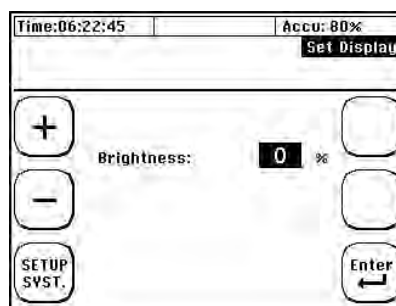 Time:06:22:45 Accu: 80%
Set Display
+
Brightness: 0 %
−
SETUP
SYST.
Enter